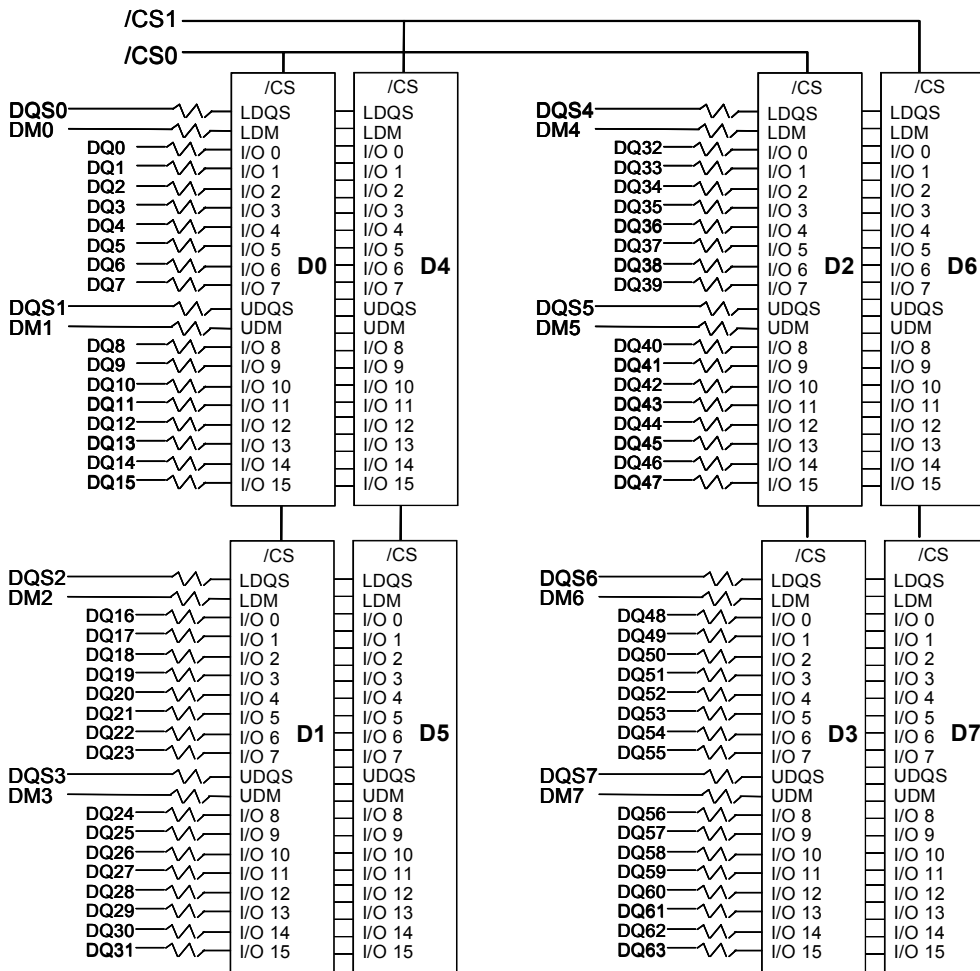 /CS1
/CS0
/CS /CS /CS /CS
DQS0 LDQS LDQS DQS4 LDQS LDQS
DM0 LDM LDM DM4 LDM LDM
DQ0 I/O 0 I/O 0 DQ32 I/O 0 I/O 0
DQ1 I/O 1 I/O 1 DQ33 I/O 1 I/O 1
DQ2 I/O 2 I/O 2 DQ34 I/O 2 I/O 2
DQ3 I/O 3 I/O 3 DQ35 I/O 3 I/O 3
DQ4 I/O 4 I/O 4 DQ36 I/O 4 I/O 4
DQ5 I/O 5 I/O 5 DQ37 I/O 5 I/O 5
DQ6 I/O 6 D0 I/O 6 D4 DQ38 I/O 6 D2 I/O 6 D6
DQ7 I/O 7 I/O 7 DQ39 I/O 7 I/O 7
DQS1 UDQS UDQS DQS5 UDQS UDQS
DM1 UDM UDM DM5 UDM UDM
DQ8 I/O 8 I/O 8 DQ40 I/O 8 I/O 8
DQ9 I/O 9 I/O 9 DQ41 I/O 9 I/O 9
DQ10 I/O 10 I/O 10 DQ42 I/O 10 I/O 10
DQ11 I/O 11 I/O 11 DQ43 I/O 11 I/O 11
DQ12 I/O 12 I/O 12 DQ44 I/O 12 I/O 12
DQ13 I/O 13 I/O 13 DQ45 I/O 13 I/O 13
DQ14 I/O 14 I/O 14 DQ46 I/O 14 I/O 14
DQ15 I/O 15 I/O 15 DQ47 I/O 15 I/O 15
/CS /CS /CS /CS
DQS2 LDQS LDQS DQS6 LDQS LDQS
DM2 LDM LDM DM6 LDM LDM
DQ16 I/O 0 I/O 0 DQ48 I/O 0 I/O 0
DQ17 I/O 1 I/O 1 DQ49 I/O 1 I/O 1
DQ18 I/O 2 I/O 2 DQ50 I/O 2 I/O 2
DQ19 I/O 3 I/O 3 DQ51 I/O 3 I/O 3
DQ20 I/O 4 I/O 4 DQ52 I/O 4 I/O 4
DQ21 I/O 5 I/O 5 DQ53 I/O 5 I/O 5
DQ22 I/O 6 D1 I/O 6 D5 DQ54 I/O 6 D3 I/O 6 D7
DQ23 I/O 7 I/O 7 DQ55 I/O 7 I/O 7
DQS3 UDQS UDQS DQS7 UDQS UDQS
DM3 UDM UDM DM7 UDM UDM
DQ24 I/O 8 I/O 8 DQ56 I/O 8 I/O 8
DQ25 I/O 9 I/O 9 DQ57 I/O 9 I/O 9
DQ26 I/O 10 I/O 10 DQ58 I/O 10 I/O 10
DQ27 I/O 11 I/O 11 DQ59 I/O 11 I/O 11
DQ28 I/O 12 I/O 12 DQ60 I/O 12 I/O 12
DQ29 I/O 13 I/O 13 DQ61 I/O 13 I/O 13
DQ30 I/O 14 I/O 14 DQ62 I/O 14 I/O 14
DQ31 I/O 15 I/O 15 DQ63 I/O 15 I/O 15